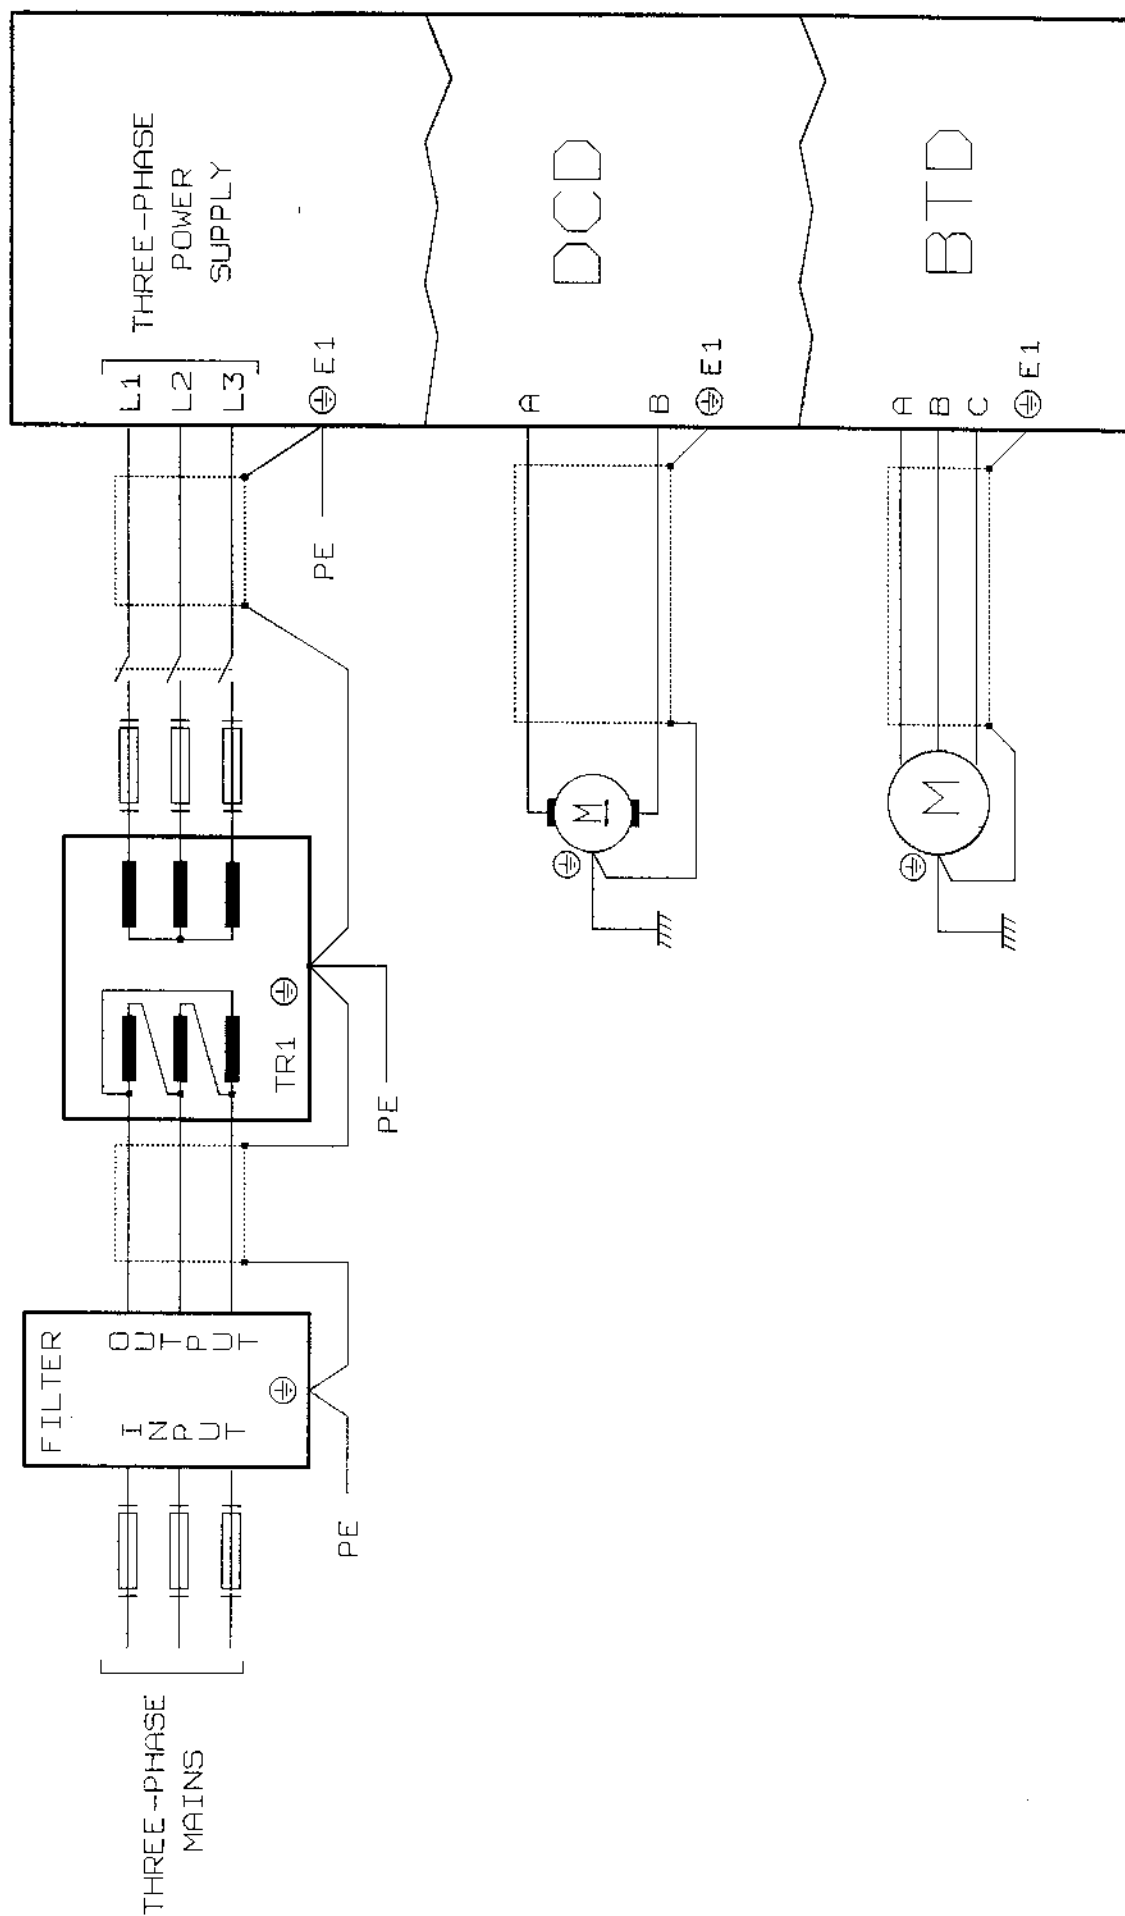 THREE-PHASE
MAINS
FILTER
INPUT
OUTPUT
PE
TR1
PE
PE
L1
L2
L3
THREE-PHASE
POWER
SUPPLY
E1
M
A
B
E1
DCD
M
A
B
C
E1
BTD